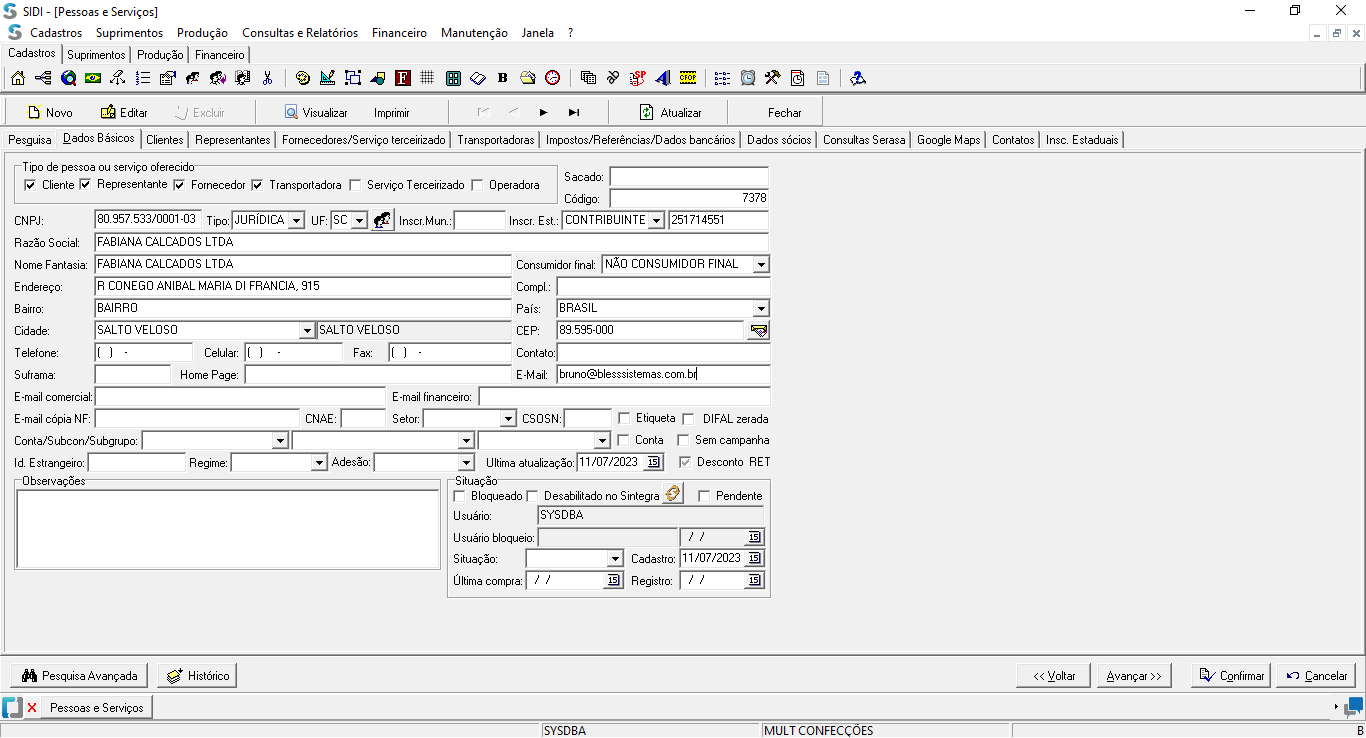 SIDI - [Pessoas e Serviços]
Cadastros Suprimentos Produção Consultas e Relatórios Financeiro Manutenção Janela ?
Cadastros Suprimentos Produção Financeiro
F B SP CFOP
Novo Editar Excluir Visualizar Imprimir Atualizar Fechar
Pesquisa Dados Básicos Clientes Representantes Fornecedores/Serviço terceirizado Transportadoras Impostos/Referências/Dados bancários Dados sócios Consultas Serasa Google Maps Contatos Insc. Estaduais
Tipo de pessoa ou serviço oferecido
Cliente Representante Fornecedor Transportadora Serviço Terceirizado Operadora
Sacado:
Código: 7378
CNPJ: 80.957.533/0001-03 Tipo: JURÍDICA UF: SC Inscr.Mun.: Inscr. Est.: CONTRIBUINTE 251714551
Razão Social: FABIANA CALCADOS LTDA
Nome Fantasia: FABIANA CALCADOS LTDA Consumidor final: NÃO CONSUMIDOR FINAL
Endereço: R CONEGO ANIBAL MARIA DI FRANCIA, 915 Compl.:
Bairro: BAIRRO País: BRASIL
Cidade: SALTO VELOSO SALTO VELOSO CEP: 89.595-000
Telefone: ( ) - Celular: ( ) - Fax: ( ) - Contato:
Suframa: Home Page: E-Mail: bruno@blesssistemas.com.br
E-mail comercial: E-mail financeiro:
E-mail cópia NF: CNAE: Setor: CSOSN: Etiqueta DIFAL zerada
Conta/Subcon/Subgrupo: Conta Sem campanha
Id. Estrangeiro: Regime: Adesão: Ultima atualização: 11/07/2023 15 Desconto RET
Observações
Situação
Bloqueado Desabilitado no Sintegra Pendente
Usuário: SYSDBA
Usuário bloqueio: / / 15
Situação: Cadastro: 11/07/2023 15
Última compra: / / 15 Registro: / / 15
Pesquisa Avançada Histórico << Voltar Avançar >> Confirmar Cancelar
Pessoas e Serviços
SYSDBA MULT CONFECÇÕES B